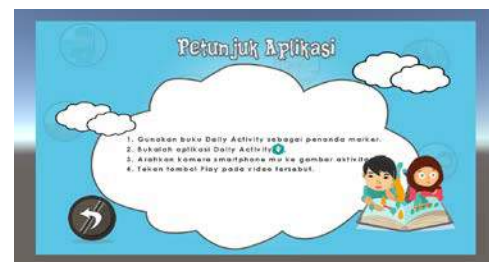 Petunjuk Aplikasi
1. Gunakan buku Daily Activity sebagai penanda marker.
2. Bukalah aplikasi Daily Activity
3. Arahkan kamera smartphone mu ke gambar
4. Tekan tombol Play pada video tersebut.